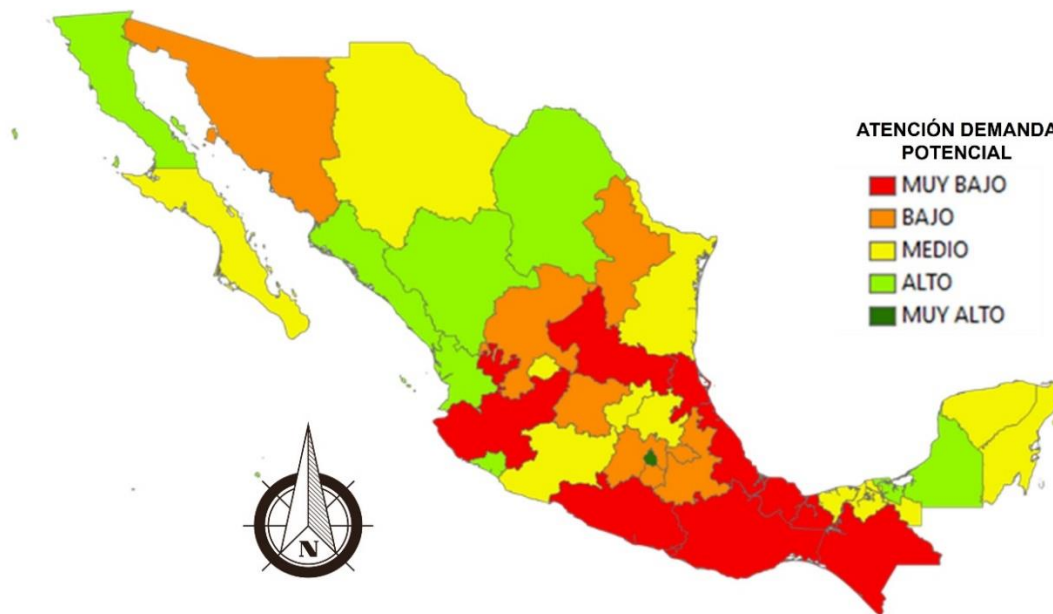 ATENCIÓN DEMANDA
POTENCIAL
MUY BAJO
BAJO
MEDIO
ALTO
MUY ALTO
N